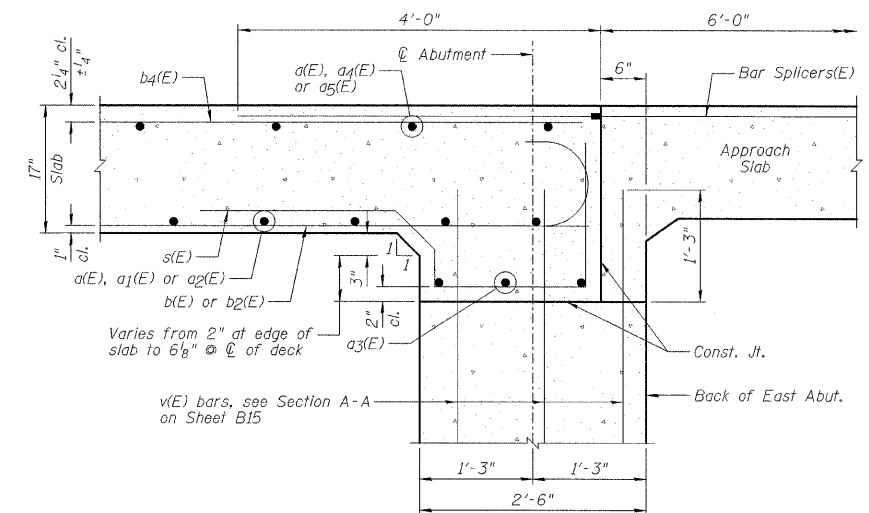 4'-0"
6'-0"
℄ Abutment
6"
2¼" cl.
±¼"
b4(E)
a(E), a4(E)
or a5(E)
Bar Splicers(E)
17"
Slab
Approach
Slab
1" cl.
s(E)
a(E), a1(E) or a2(E)
b(E) or b2(E)
1
1
3"
1'-3"
2" cl.
Varies from 2" at edge of
slab to 6⅛" @ ℄ of deck
a3(E)
Const. Jt.
v(E) bars, see Section A-A
on Sheet B15
Back of East Abut.
1'-3"
1'-3"
2'-6"